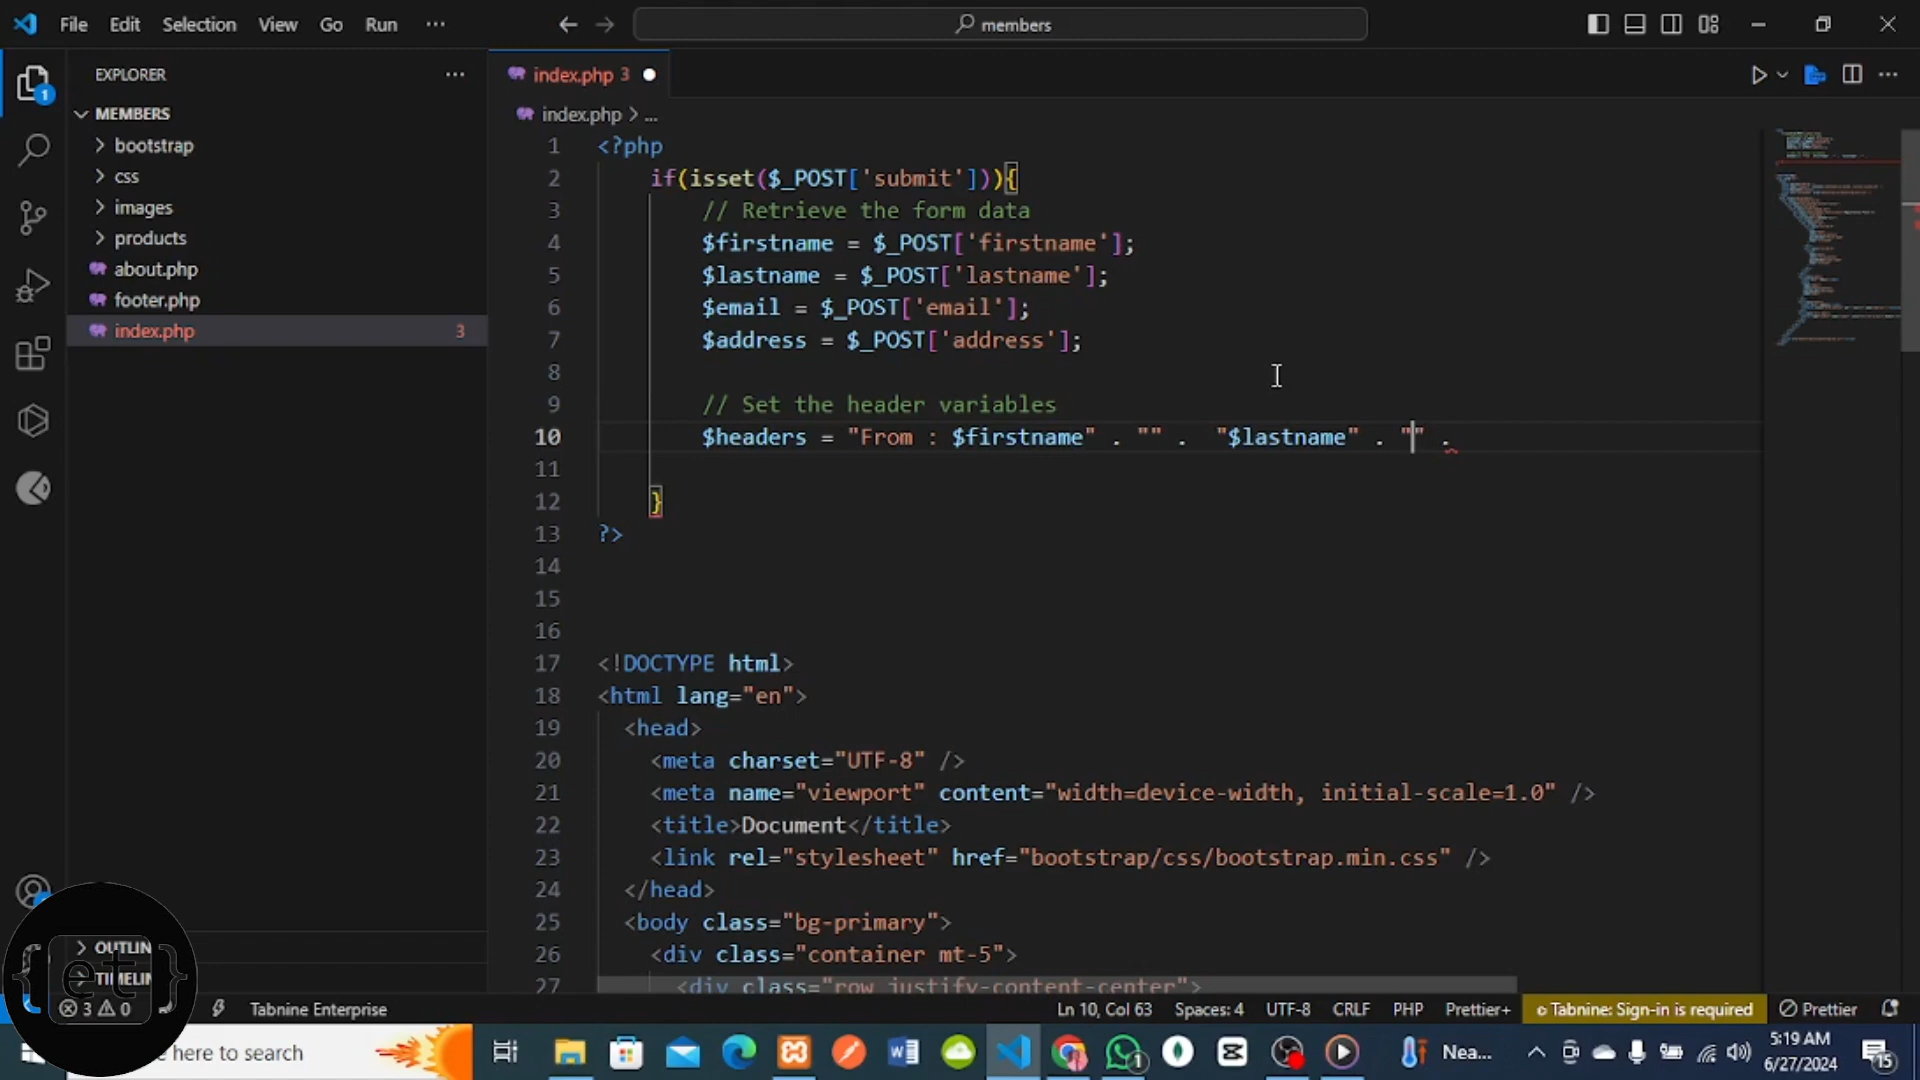 File Edit Selection View Go Run ··· members
EXPLORER ···
MEMBERS
bootstrap
css
images
products
about.php
footer.php
index.php 3
1
index.php 3
index.php > ...
1 <?php
2 if(isset($_POST['submit'])){
3 // Retrieve the form data
4 $firstname = $_POST['firstname'];
5 $lastname = $_POST['lastname'];
6 $email = $_POST['email'];
7 $address = $_POST['address'];
8
9 // Set the header variables
10 $headers = "From : $firstname" . "" .  "$lastname" . "" .
11
12 }
13 ?>
14
15
16
17 <!DOCTYPE html>
18 <html lang="en">
19 <head>
20 <meta charset="UTF-8" />
21 <meta name="viewport" content="width=device-width, initial-scale=1.0" />
22 <title>Document</title>
23 <link rel="stylesheet" href="bootstrap/css/bootstrap.min.css" />
24 </head>
25 <body class="bg-primary">
26 <div class="container mt-5">
27 <div class="row justify-content-center">
OUTLIN
TIMELIN
{et}
3 0 Tabnine Enterprise Ln 10, Col 63 Spaces: 4 UTF-8 CRLF PHP Prettier+ Tabnine: Sign-in is required Prettier
here to search 1 Nea... 5:19 AM
6/27/2024 15